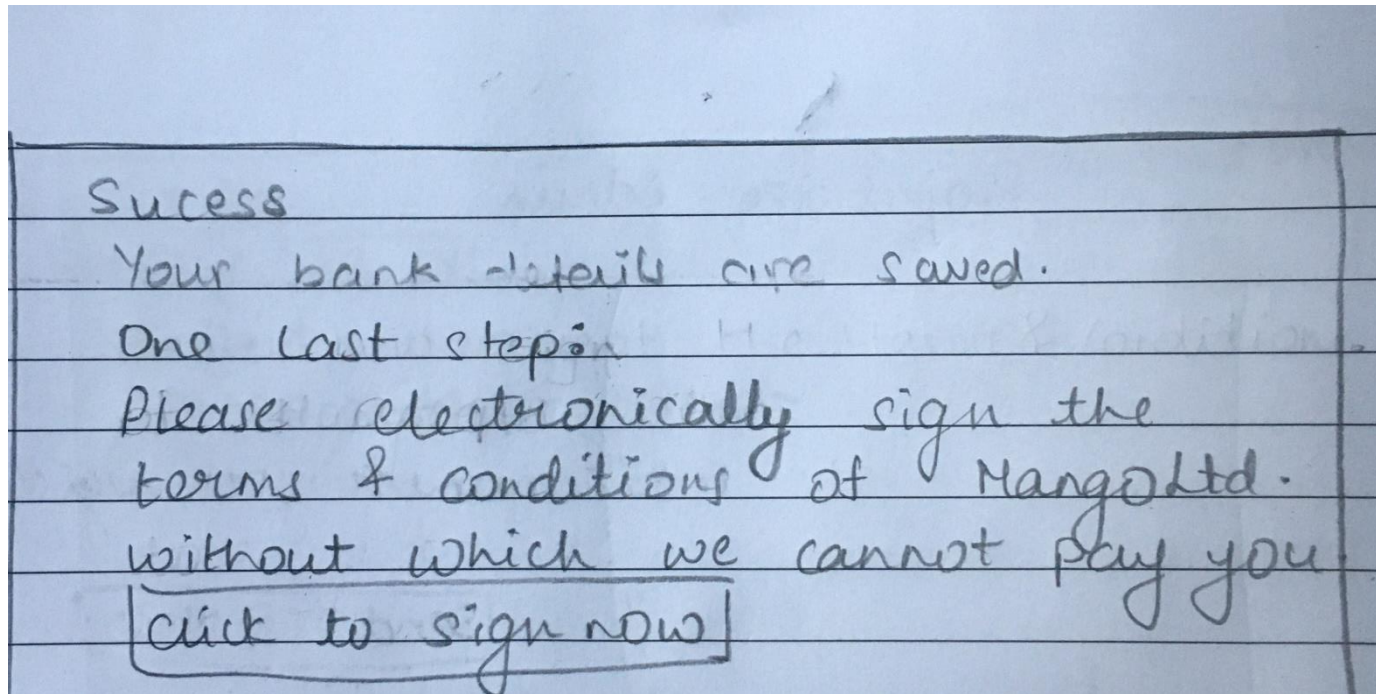 Sucess
Your bank details are saved.
One last step:
Please electronically sign the
terms & conditions of MangoLtd.
without which we cannot pay you
click to sign now